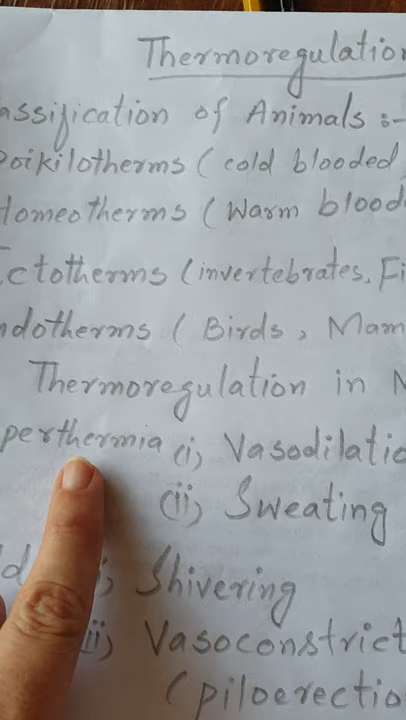 Thermoregulatio
assification of Animals :-
oikilotherms ( cold blooded
omeotherms ( Warm blood
ctotherms ( invertebrates, Fi
ndotherms ( Birds, Mam
Thermoregulation in
perthermia (i) Vasodilatio
(ii) Sweating
d i) Shivering
ii) Vasoconstrict
( piloerectio